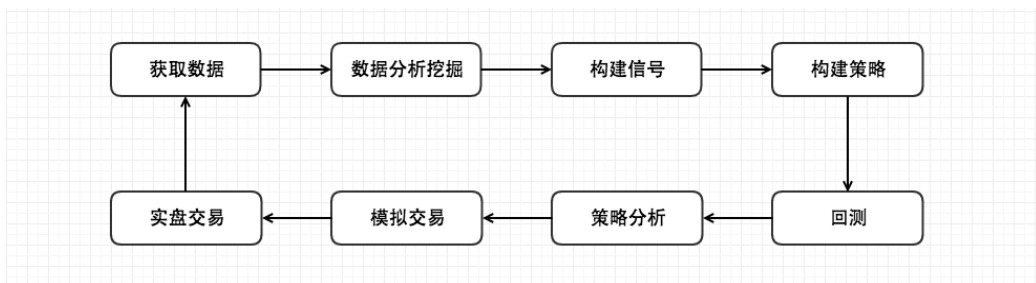 获取数据
数据分析挖掘
构建信号
构建策略
回测
策略分析
模拟交易
实盘交易